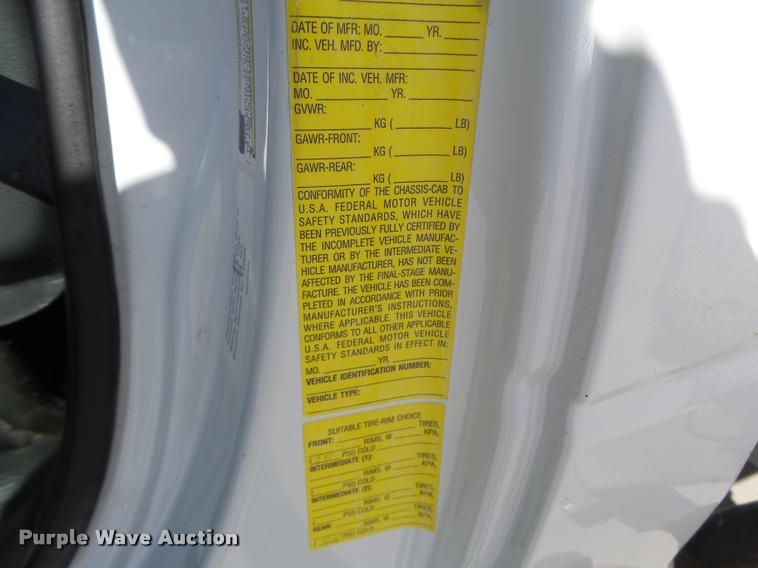 DATE OF MFR: MO. YR.
INC. VEH. MFD. BY:
DATE OF INC. VEH. MFR:
MO. YR.
GVWR:
KG ( LB)
GAWR-FRONT:
KG ( LB)
GAWR-REAR:
KG ( LB)
CONFORMITY OF THE CHASSIS-CAB TO
U.S.A. FEDERAL MOTOR VEHICLE
SAFETY STANDARDS, WHICH HAVE
BEEN PREVIOUSLY FULLY CERTIFIED BY
THE INCOMPLETE VEHICLE MANUFAC-
TURER OR BY THE INTERMEDIATE VE-
HICLE MANUFACTURER, HAS NOT BEEN
AFFECTED BY THE FINAL-STAGE MANU-
FACTURE. THE VEHICLE HAS BEEN COM-
PLETED IN ACCORDANCE WITH PRIOR
MANUFACTURER'S INSTRUCTIONS,
WHERE APPLICABLE. THIS VEHICLE
CONFORMS TO ALL OTHER APPLICABLE
U.S.A. FEDERAL MOTOR VEHICLE
SAFETY STANDARDS IN EFFECT IN:
MO. YR.
VEHICLE IDENTIFICATION NUMBER:
VEHICLE TYPE:
SUITABLE TIRE-RIM CHOICE
FRONT: TIRES,
RIMS, @ KPA,
( PSI) COLD
INTERMEDIATE (1): TIRES,
RIMS, @ KPA,
( PSI) COLD
INTERMEDIATE (2): TIRES,
RIMS, @ KPA,
( PSI) COLD
REAR: TIRES,
RIMS, @ KPA,
( PSI) COLD
Purple Wave Auction